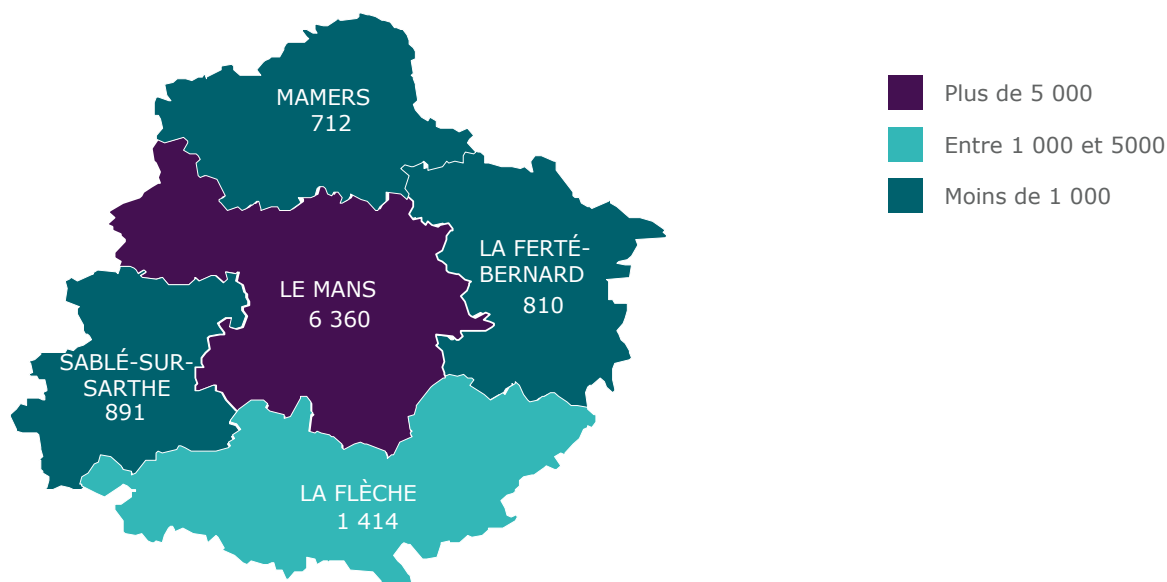 MAMERS
712
LA FERTÉ-
BERNARD
810
LE MANS
6 360
SABLÉ-SUR-
SARTHE
891
LA FLÈCHE
1 414
Plus de 5 000
Entre 1 000 et 5000
Moins de 1 000